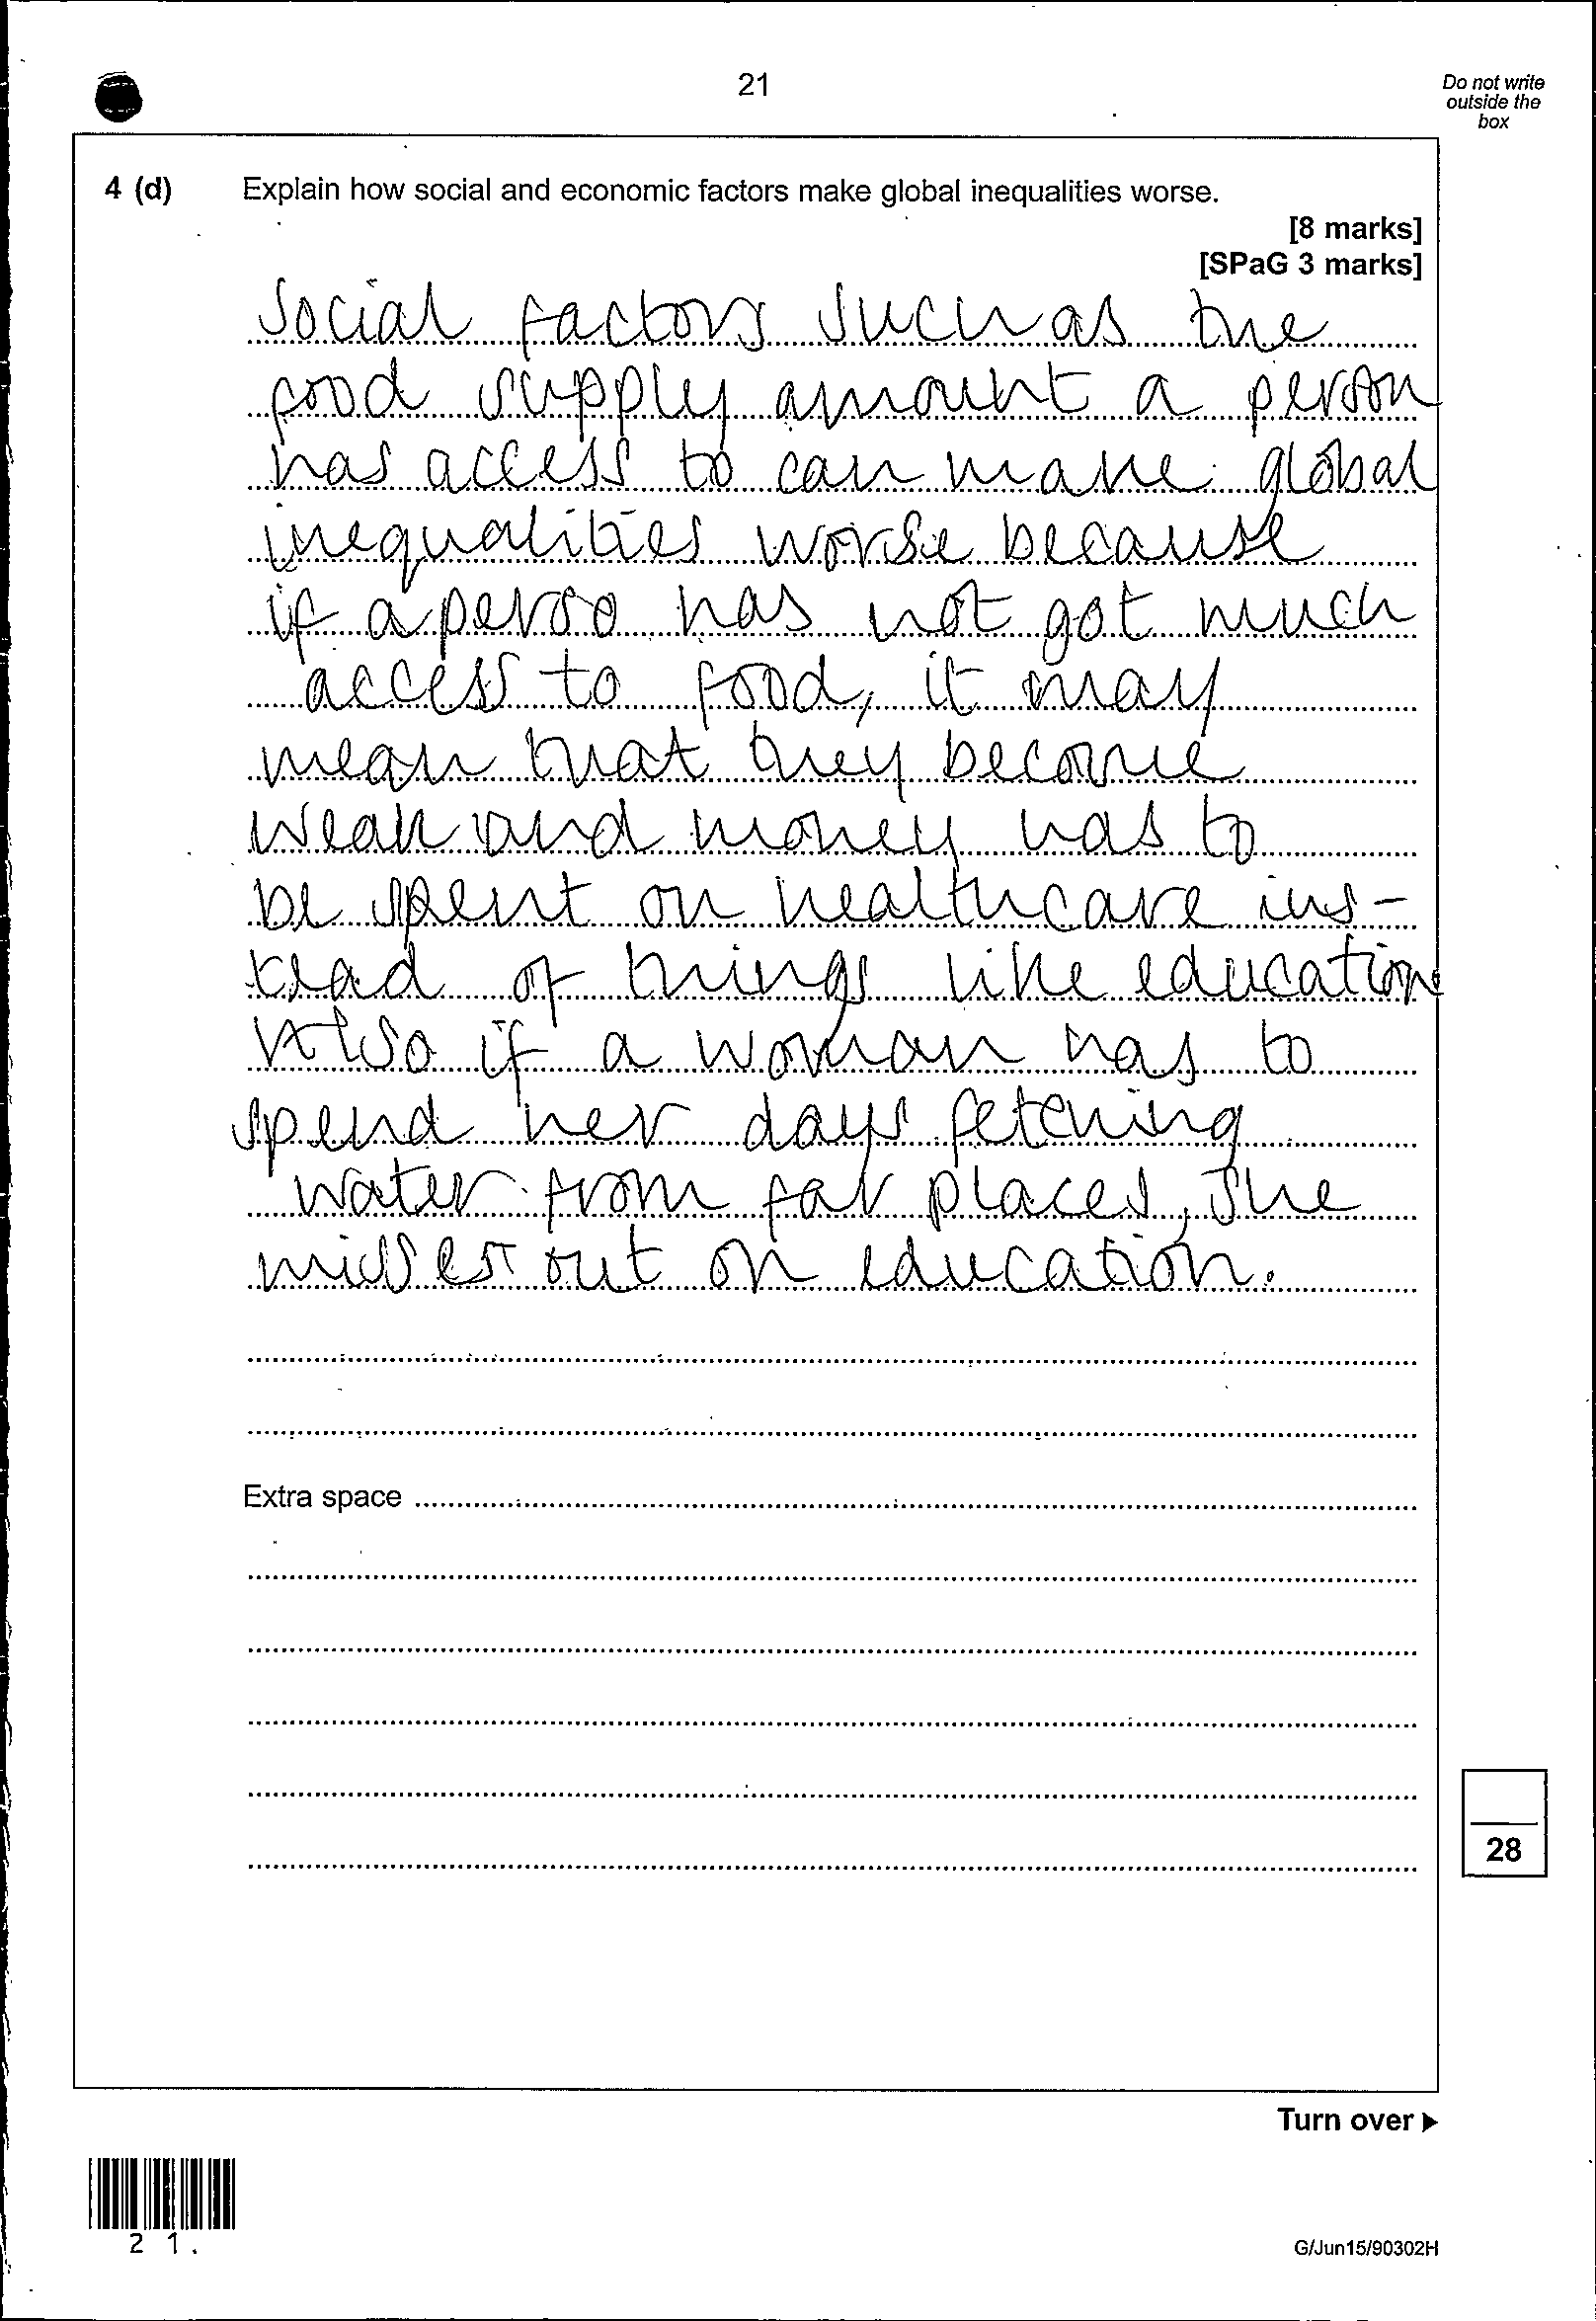 21
Do not write
outside the
box
4 (d) Explain how social and economic factors make global inequalities worse.
[8 marks]
[SPaG 3 marks]
Social factors such as the
food supply amount a person
has access to can make global
inequalities worse because
if a perso has not got much
access to food, it may
mean that they become
weak and money has to
be spent on healthcare ins-
tead of things like education.
Also if a woman has to
spend her days fetching
water from far places, she
misses out on education.
Extra space
28
Turn over ▶
2 1 .
G/Jun15/90302H